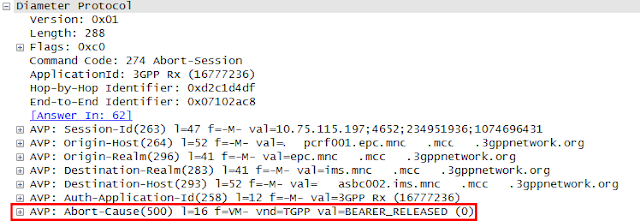 Diameter Protocol
Version: 0x01
Length: 288
Flags: 0xc0
Command Code: 274 Abort-Session
ApplicationId: 3GPP Rx (16777236)
Hop-by-Hop Identifier: 0xd2c1d4df
End-to-End Identifier: 0x07102ac8
[Answer In: 62]
AVP: Session-Id(263) l=47 f=-M- val=10.75.115.197;4652;234951936;1074696431
AVP: Origin-Host(264) l=52 f=-M- val=. pcrf001.epc.mnc .mcc .3gppnetwork.org
AVP: Origin-Realm(296) l=41 f=-M- val=epc.mnc .mcc .3gppnetwork.org
AVP: Destination-Realm(283) l=41 f=-M- val=ims.mnc .mcc .3gppnetwork.org
AVP: Destination-Host(293) l=52 f=-M- val= asbc002.ims.mnc .mcc .3gppnetwork.org
AVP: Auth-Application-Id(258) l=12 f=-M- val=3GPP Rx (16777236)
AVP: Abort-Cause(500) l=16 f=VM- vnd=TGPP val=BEARER_RELEASED (0)